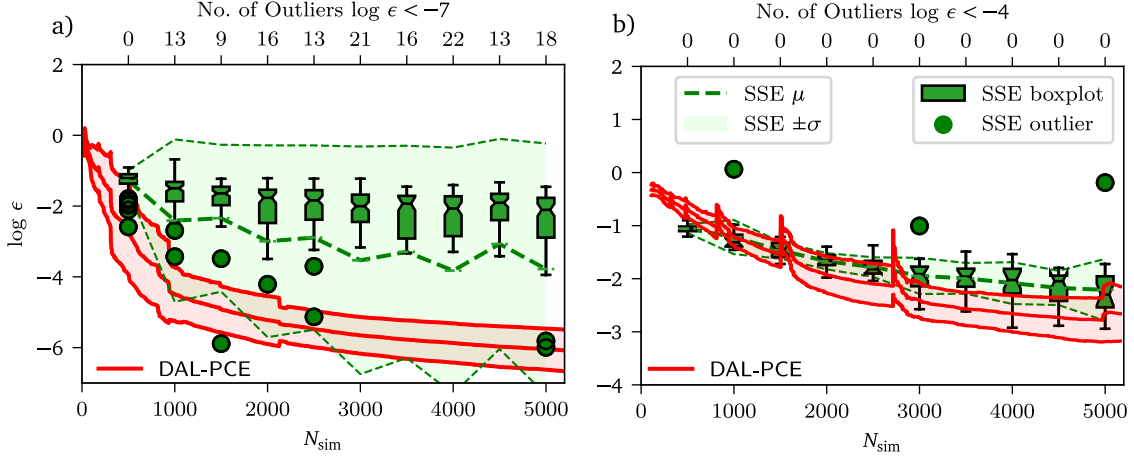 No. of Outliers log ϵ < −7
a)
0 13 9 16 13 21 16 22 13 18
2
0
−2
−4
−6
log ϵ
DAL-PCE
0 1000 2000 3000 4000 5000
N_sim
No. of Outliers log ϵ < −4
b)
0 0 0 0 0 0 0 0 0 0
2
1
0
−1
−2
−3
−4
SSE μ
SSE ±σ
SSE boxplot
SSE outlier
DAL-PCE
0 1000 2000 3000 4000 5000
N_sim